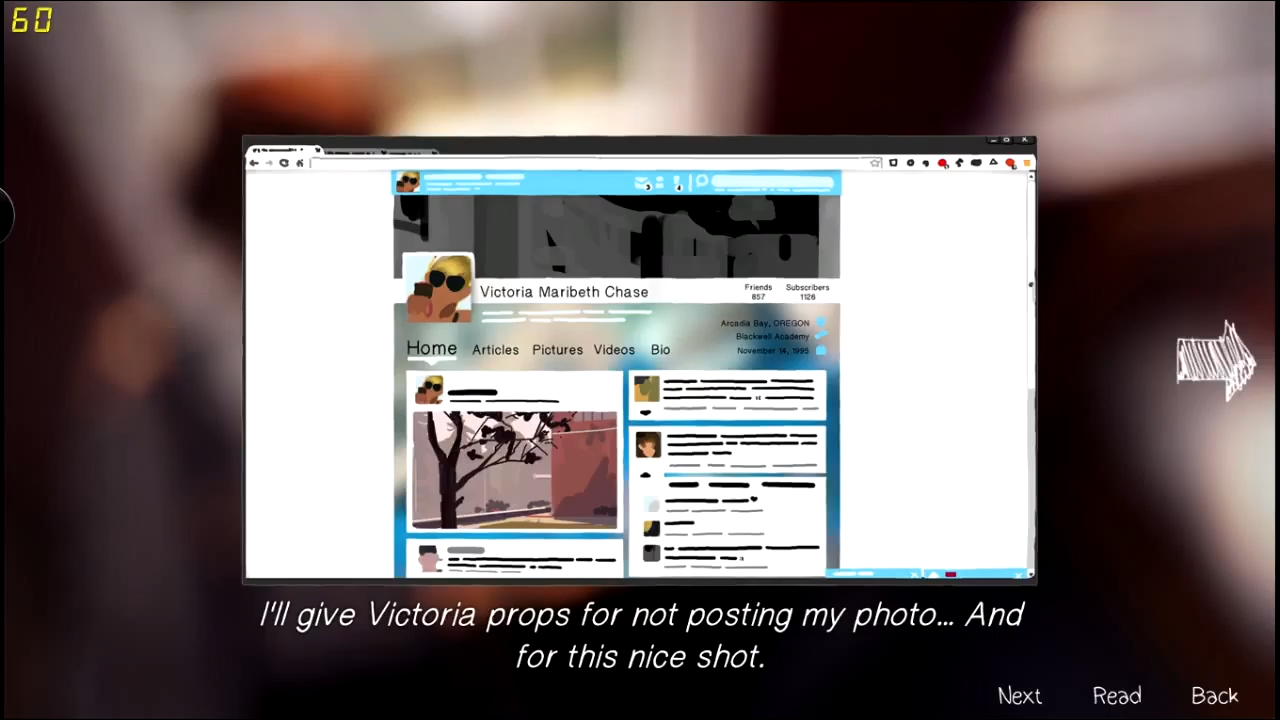 60
Victoria Maribeth Chase
Friends
857
Subscribers
1126
Arcadia Bay, OREGON
Blackwell Academy
November 14, 1995
Home Articles Pictures Videos Bio
I'll give Victoria props for not posting my photo... And
for this nice shot.
Next Read Back